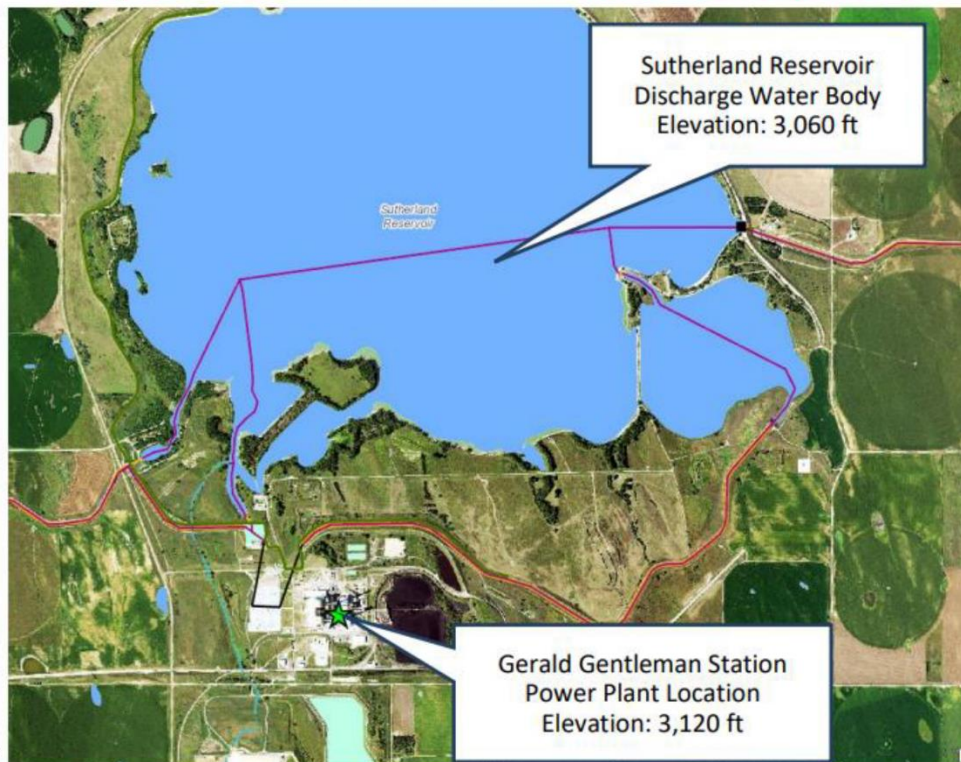 Sutherland Reservoir
Discharge Water Body
Elevation: 3,060 ft
Sutherland
Reservoir
Gerald Gentleman Station
Power Plant Location
Elevation: 3,120 ft